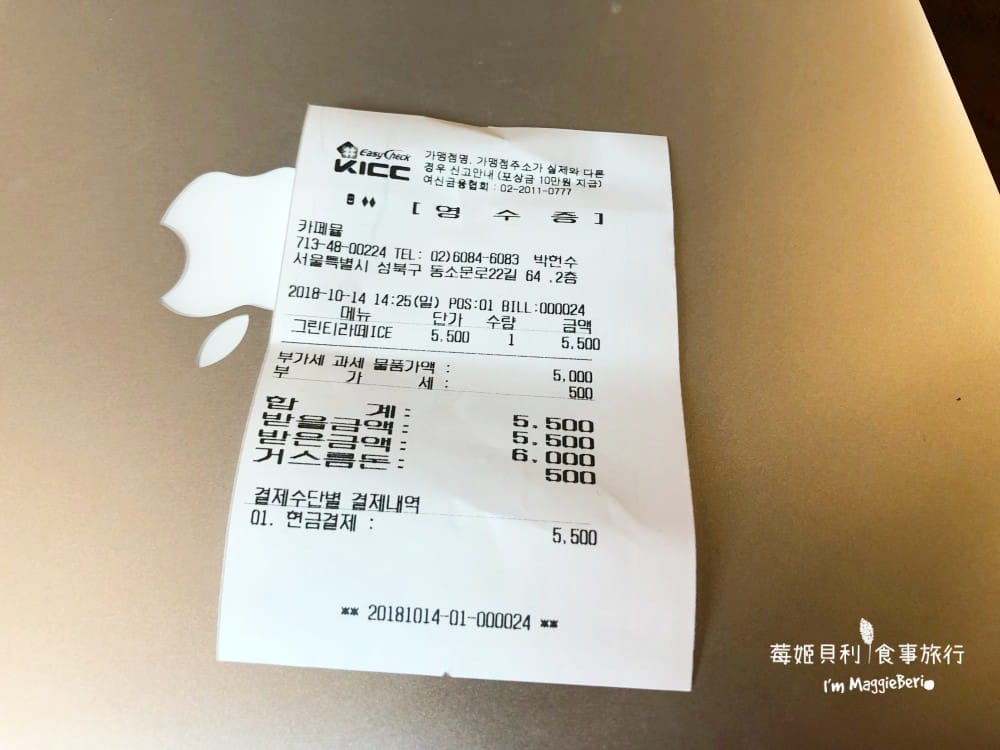 EasyCheck
KICC
가맹점명, 가맹점주소가 실제와 다른
경우 신고안내 (포상금 10만원 지급)
여신금융협회 : 02-2011-0777
[ 영 수 증 ]
카페뮬
713-48-00224 TEL: 02)6084-6083 박헌수
서울특별시 성북구 동소문로22길 64 .2층
2018-10-14 14:25(일) POS:01 BILL:000024
메뉴 단가 수량 금액
그린티라떼ICE 5.500 1 5.500
부가세 과세 물품가액 : 5,000
부 가 세 : 500
합 계 : 5.500
받을금액 : 5.500
받은금액 : 6.000
거스름돈 : 500
결제수단별 결제내역
01. 현금결제 : 5,500
** 20181014-01-000024 **
莓姬貝利 食事旅行
I'm MaggieBeri